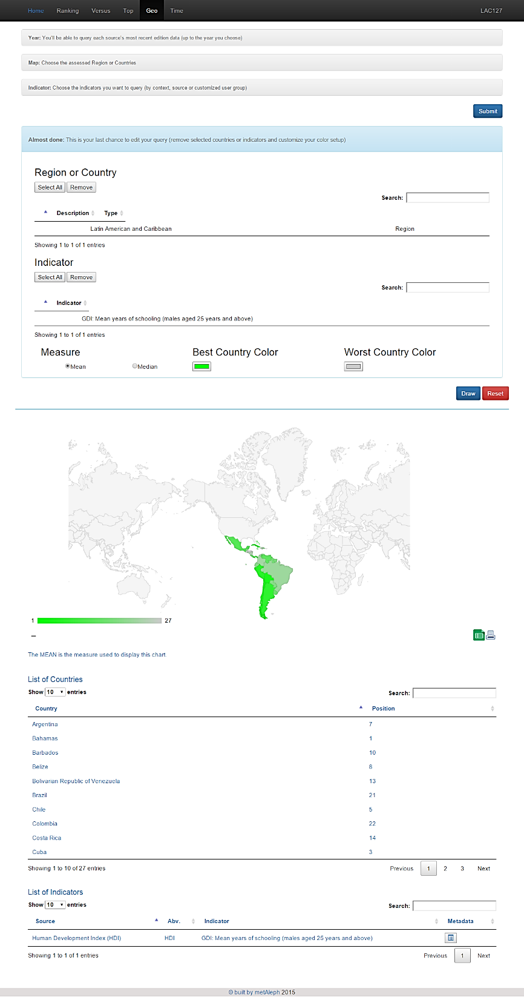 Home Ranking Versus Top Geo Time LAC127
Year: You'll be able to query each source's most recent edition data (up to the year you choose)
Map: Choose the assessed Region or Countries
Indicator: Choose the indicators you want to query (by context, source or customized user group)
Submit
Almost done: This is your last chance to edit your query (remove selected countries or indicators and customize your color setup)
Region or Country
Select All Remove
Search:
Description Type
Latin American and Caribbean Region
Showing 1 to 1 of 1 entries
Indicator
Select All Remove
Search:
Indicator
GDI: Mean years of schooling (males aged 25 years and above)
Showing 1 to 1 of 1 entries
Measure Best Country Color Worst Country Color
Mean Median
Draw Reset
1 27
The MEAN is the measure used to display this chart.
List of Countries
Show 10 entries Search:
Country Position
Argentina 7
Bahamas 1
Barbados 10
Belize 8
Bolivarian Republic of Venezuela 13
Brazil 21
Chile 5
Colombia 22
Costa Rica 14
Cuba 3
Showing 1 to 10 of 27 entries Previous 1 2 3 Next
List of Indicators
Show 10 entries Search:
Source Abv. Indicator Metadata
Human Development Index (HDI) HDI GDI: Mean years of schooling (males aged 25 years and above)
Showing 1 to 1 of 1 entries Previous 1 Next
© built by metAleph 2015